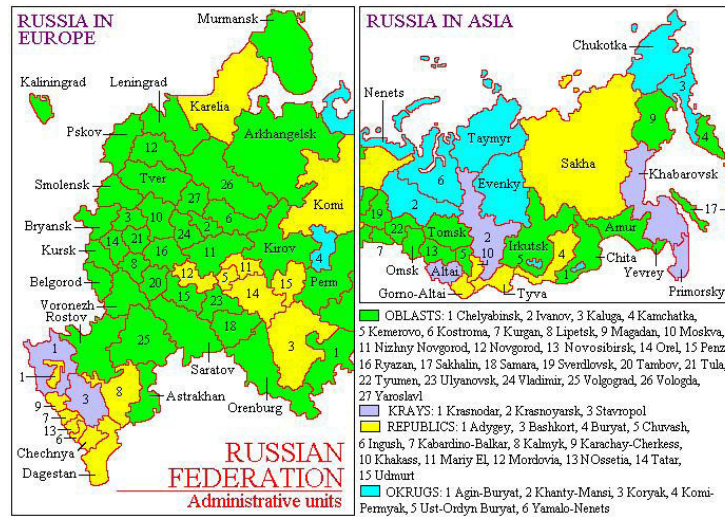 RUSSIA IN
EUROPE
Murmansk
Kaliningrad
Leningrad
Karelia
Pskov
Arkhangelsk
12
Tver
26
Smolensk
27
Komi
3
10
6
Bryansk
2
14
21
24
Kursk
16
11
Kirov
4
8
12
11
Perm
Belgorod
5
15
20
15
14
Voronezh
23
Rostov
18
25
3
1
1
Saratov
1
8
3
Astrakhan
Orenburg
9
7
13
6
Chechnya
Dagestan
RUSSIAN
FEDERATION
Administrative units
RUSSIA IN ASIA
Chukotka
Nenets
3
9
4
Taymyr
6
Sakha
Khabarovsk
Evenky
2
19
17
22
Tomsk
2
Amur
13
5
10
Irkutsk
4
7
Altai
5
1
Chita
Omsk
Yevrey
Gorno-Altai
Tyva
Primorsky
OBLASTS: 1 Chelyabinsk, 2 Ivanov, 3 Kaluga, 4 Kamchatka,
5 Kemerovo, 6 Kostroma, 7 Kurgan, 8 Lipetsk, 9 Magadan, 10 Moskva,
11 Nizhny Novgorod, 12 Novgorod, 13 Novosibirsk, 14 Orel, 15 Penz
16 Ryazan, 17 Sakhalin, 18 Samara, 19 Sverdlovsk, 20 Tambov, 21 Tula,
22 Tyumen, 23 Ulyanovsk, 24 Vladimir, 25 Volgograd, 26 Vologda,
27 Yaroslavl
KRAYS: 1 Krasnodar, 2 Krasnoyarsk, 3 Stavropol
REPUBLICS: 1 Adygey, 3 Bashkort, 4 Buryat, 5 Chuvash,
6 Ingush, 7 Kabardino-Balkar, 8 Kalmyk, 9 Karachay-Cherkess,
10 Khakass, 11 Mariy El, 12 Mordovia, 13 NOssetia, 14 Tatar,
15 Udmurt
OKRUGS: 1 Agin-Buryat, 2 Khanty-Mansi, 3 Koryak, 4 Komi-
Permyak, 5 Ust-Ordyn Buryat, 6 Yamalo-Nenets